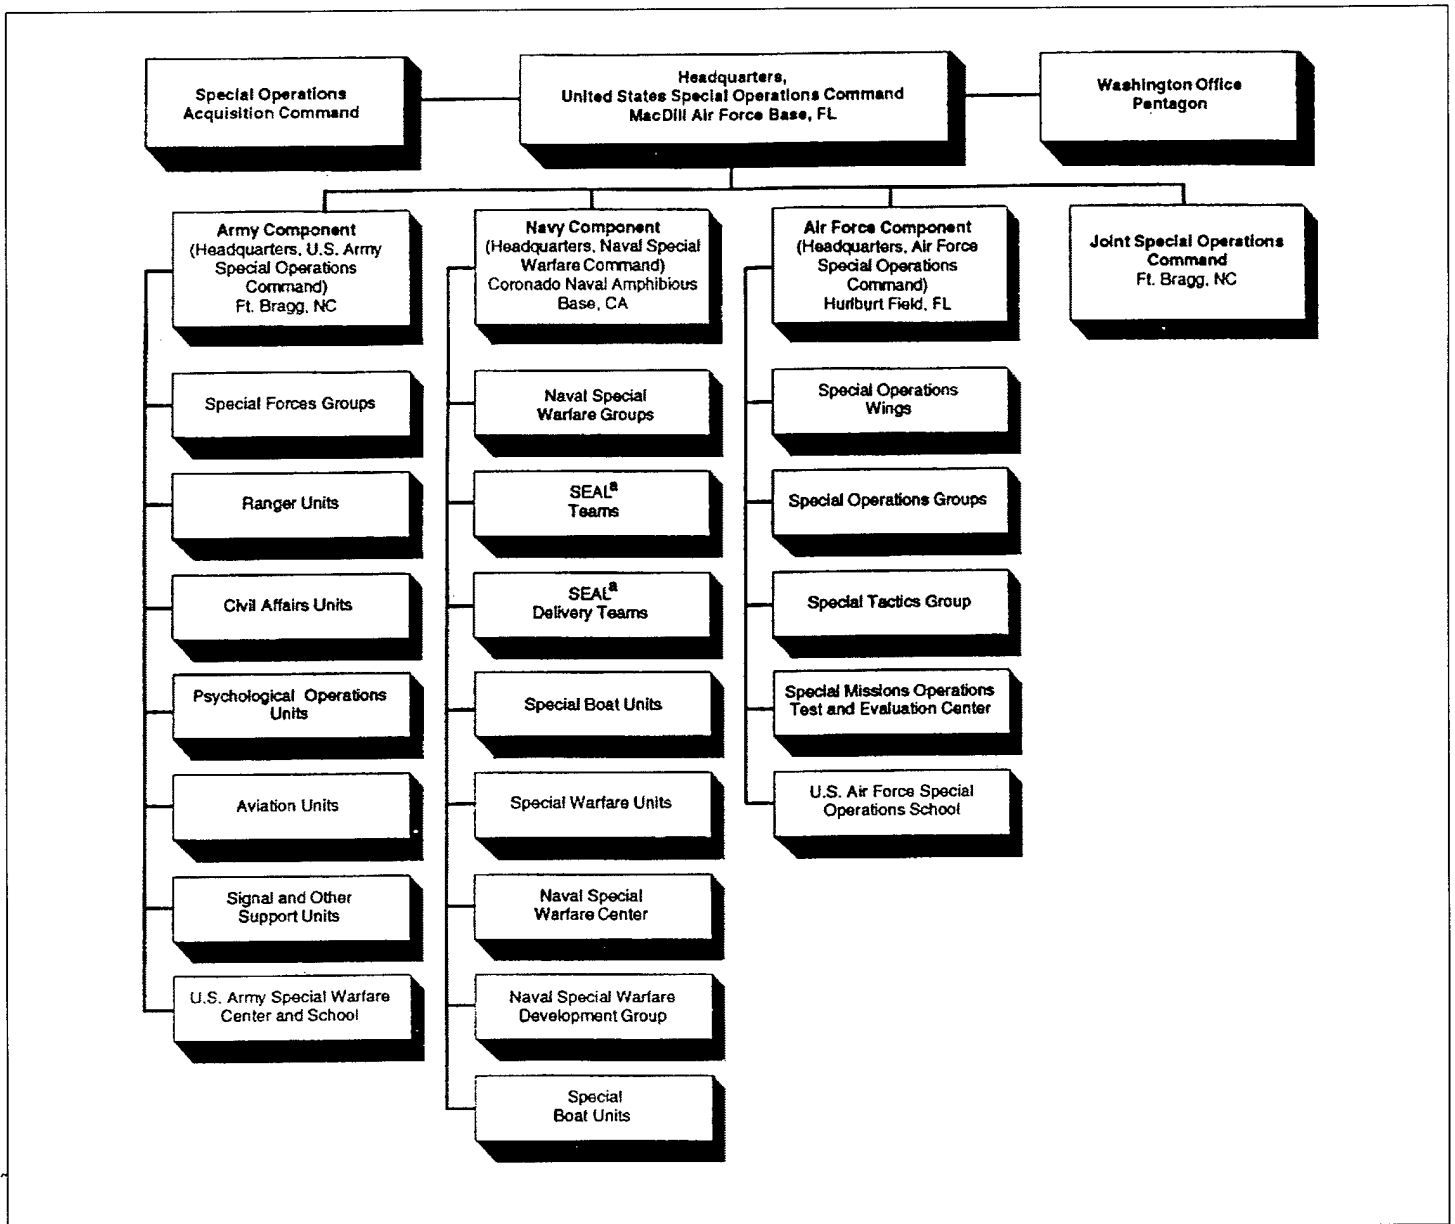 Special Operations
Acquisition Command
Headquarters,
United States Special Operations Command
MacDill Air Force Base, FL
Washington Office
Pentagon
Army Component
(Headquarters, U.S. Army
Special Operations
Command)
Ft. Bragg, NC
Special Forces Groups
Ranger Units
Civil Affairs Units
Psychological Operations
Units
Aviation Units
Signal and Other
Support Units
U.S. Army Special Warfare
Center and School
Navy Component
(Headquarters, Naval Special
Warfare Command)
Coronado Naval Amphibious
Base, CA
Naval Special
Warfare Groups
SEALª
Teams
SEALª
Delivery Teams
Special Boat Units
Special Warfare Units
Naval Special
Warfare Center
Naval Special Warfare
Development Group
Special
Boat Units
Air Force Component
(Headquarters, Air Force
Special Operations
Command)
Hurlburt Field, FL
Special Operations
Wings
Special Operations Groups
Special Tactics Group
Special Missions Operations
Test and Evaluation Center
U.S. Air Force Special
Operations School
Joint Special Operations
Command
Ft. Bragg, NC